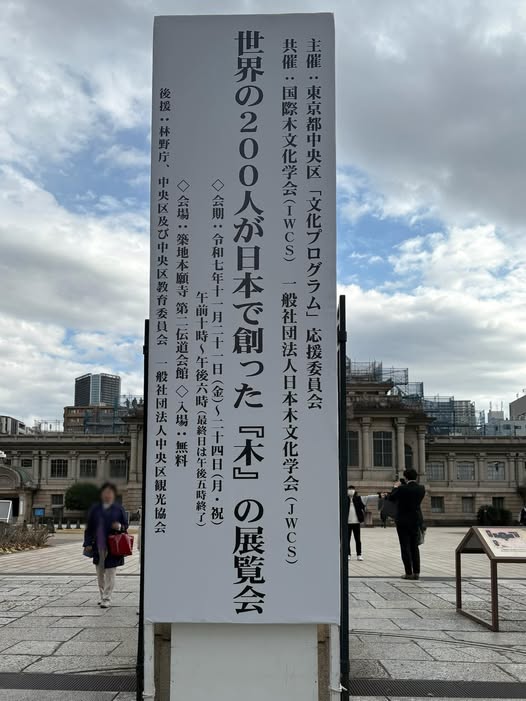 主催：東京都中央区「文化プログラム」応援委員会
共催：国際木文化学会(IWCS) 一般社団法人日本木文化学会(JWCS)
世界の200人が日本で創った『木』の展覧会
◇会期：令和七年十一月二十一日(金)～二十四日(月・祝)
午前十時～午後六時(最終日は午後五時終了)
◇会場：築地本願寺 第二伝道会館 ◇入場：無料
後援：林野庁、中央区及び中央区教育委員会 一般社団法人中央区観光協会